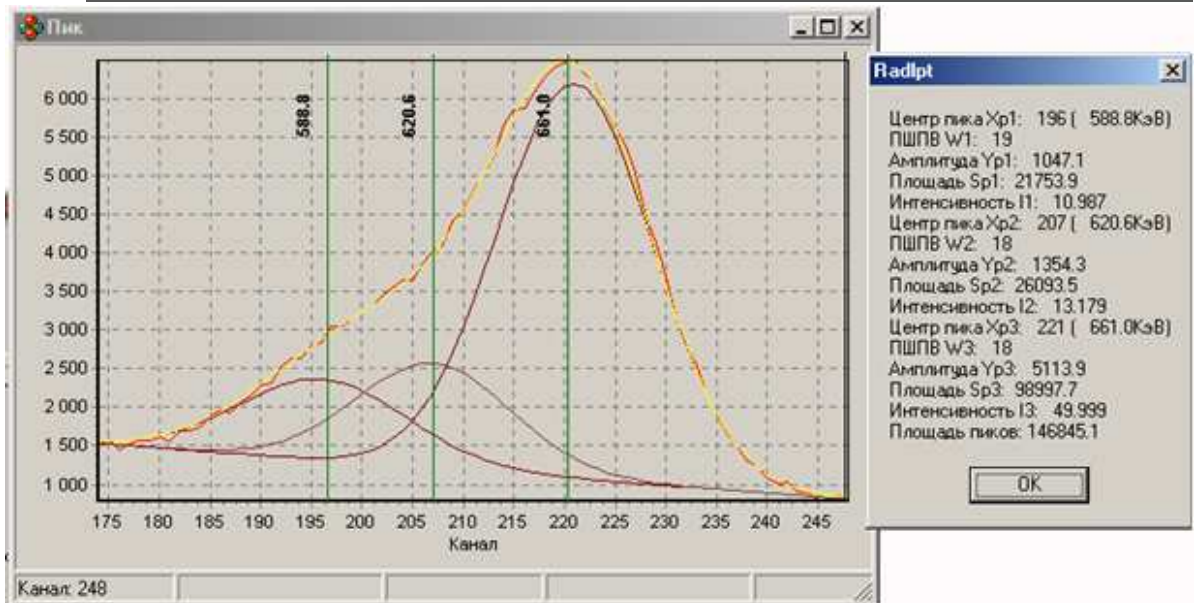 Пик
6 000
5 500
5 000
4 500
4 000
3 500
3 000
2 500
2 000
1 500
1 000
588.8
620.6
661.0
175 180 185 190 195 200 205 210 215 220 225 230 235 240 245
Канал
Канал: 248
RadIpt
Центр пика Xp1: 196 ( 588.8КэВ)
ПШПВ W1: 19
Амплитуда Yp1: 1047.1
Площадь Sp1: 21753.9
Интенсивность I1: 10.987
Центр пика Xp2: 207 ( 620.6КэВ)
ПШПВ W2: 18
Амплитуда Yp2: 1354.3
Площадь Sp2: 26093.5
Интенсивность I2: 13.179
Центр пика Xp3: 221 ( 661.0КэВ)
ПШПВ W3: 18
Амплитуда Yp3: 5113.9
Площадь Sp3: 98997.7
Интенсивность I3: 49.999
Площадь пиков: 146845.1
OK